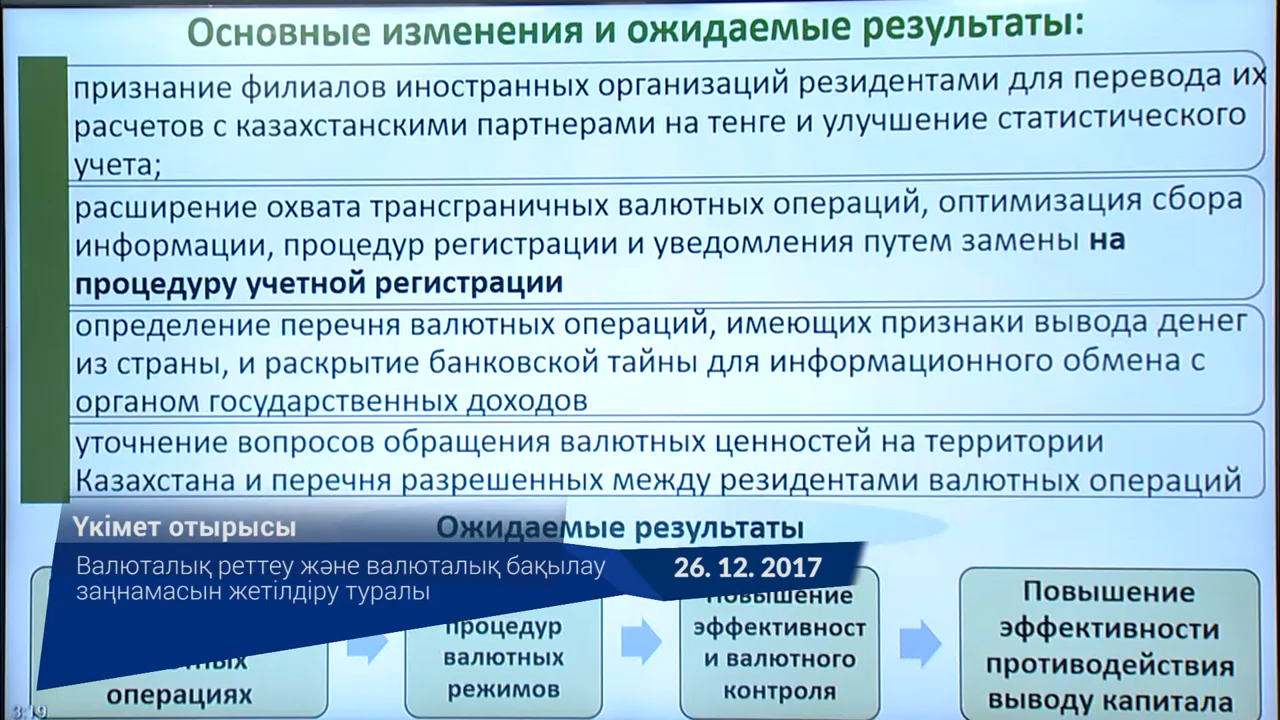 Основные изменения и ожидаемые результаты:
признание филиалов иностранных организаций резидентами для перевода их
расчетов с казахстанскими партнерами на тенге и улучшение статистического
учета;
расширение охвата трансграничных валютных операций, оптимизация сбора
информации, процедур регистрации и уведомления путем замены на
процедуру учетной регистрации
определение перечня валютных операций, имеющих признаки вывода денег
из страны, и раскрытие банковской тайны для информационного обмена с
органом государственных доходов
уточнение вопросов обращения валютных ценностей на территории
Казахстана и перечня разрешенных между резидентами валютных операций
Үкімет отырысы
Ожидаемые результаты
Валюталық реттеу және валюталық бақылау
заңнамасын жетілдіру туралы
26. 12. 2017
операциях
процедур
валютных
режимов
Повышение
эффективност
и валютного
контроля
Повышение
эффективности
противодействия
выводу капитала
3:19